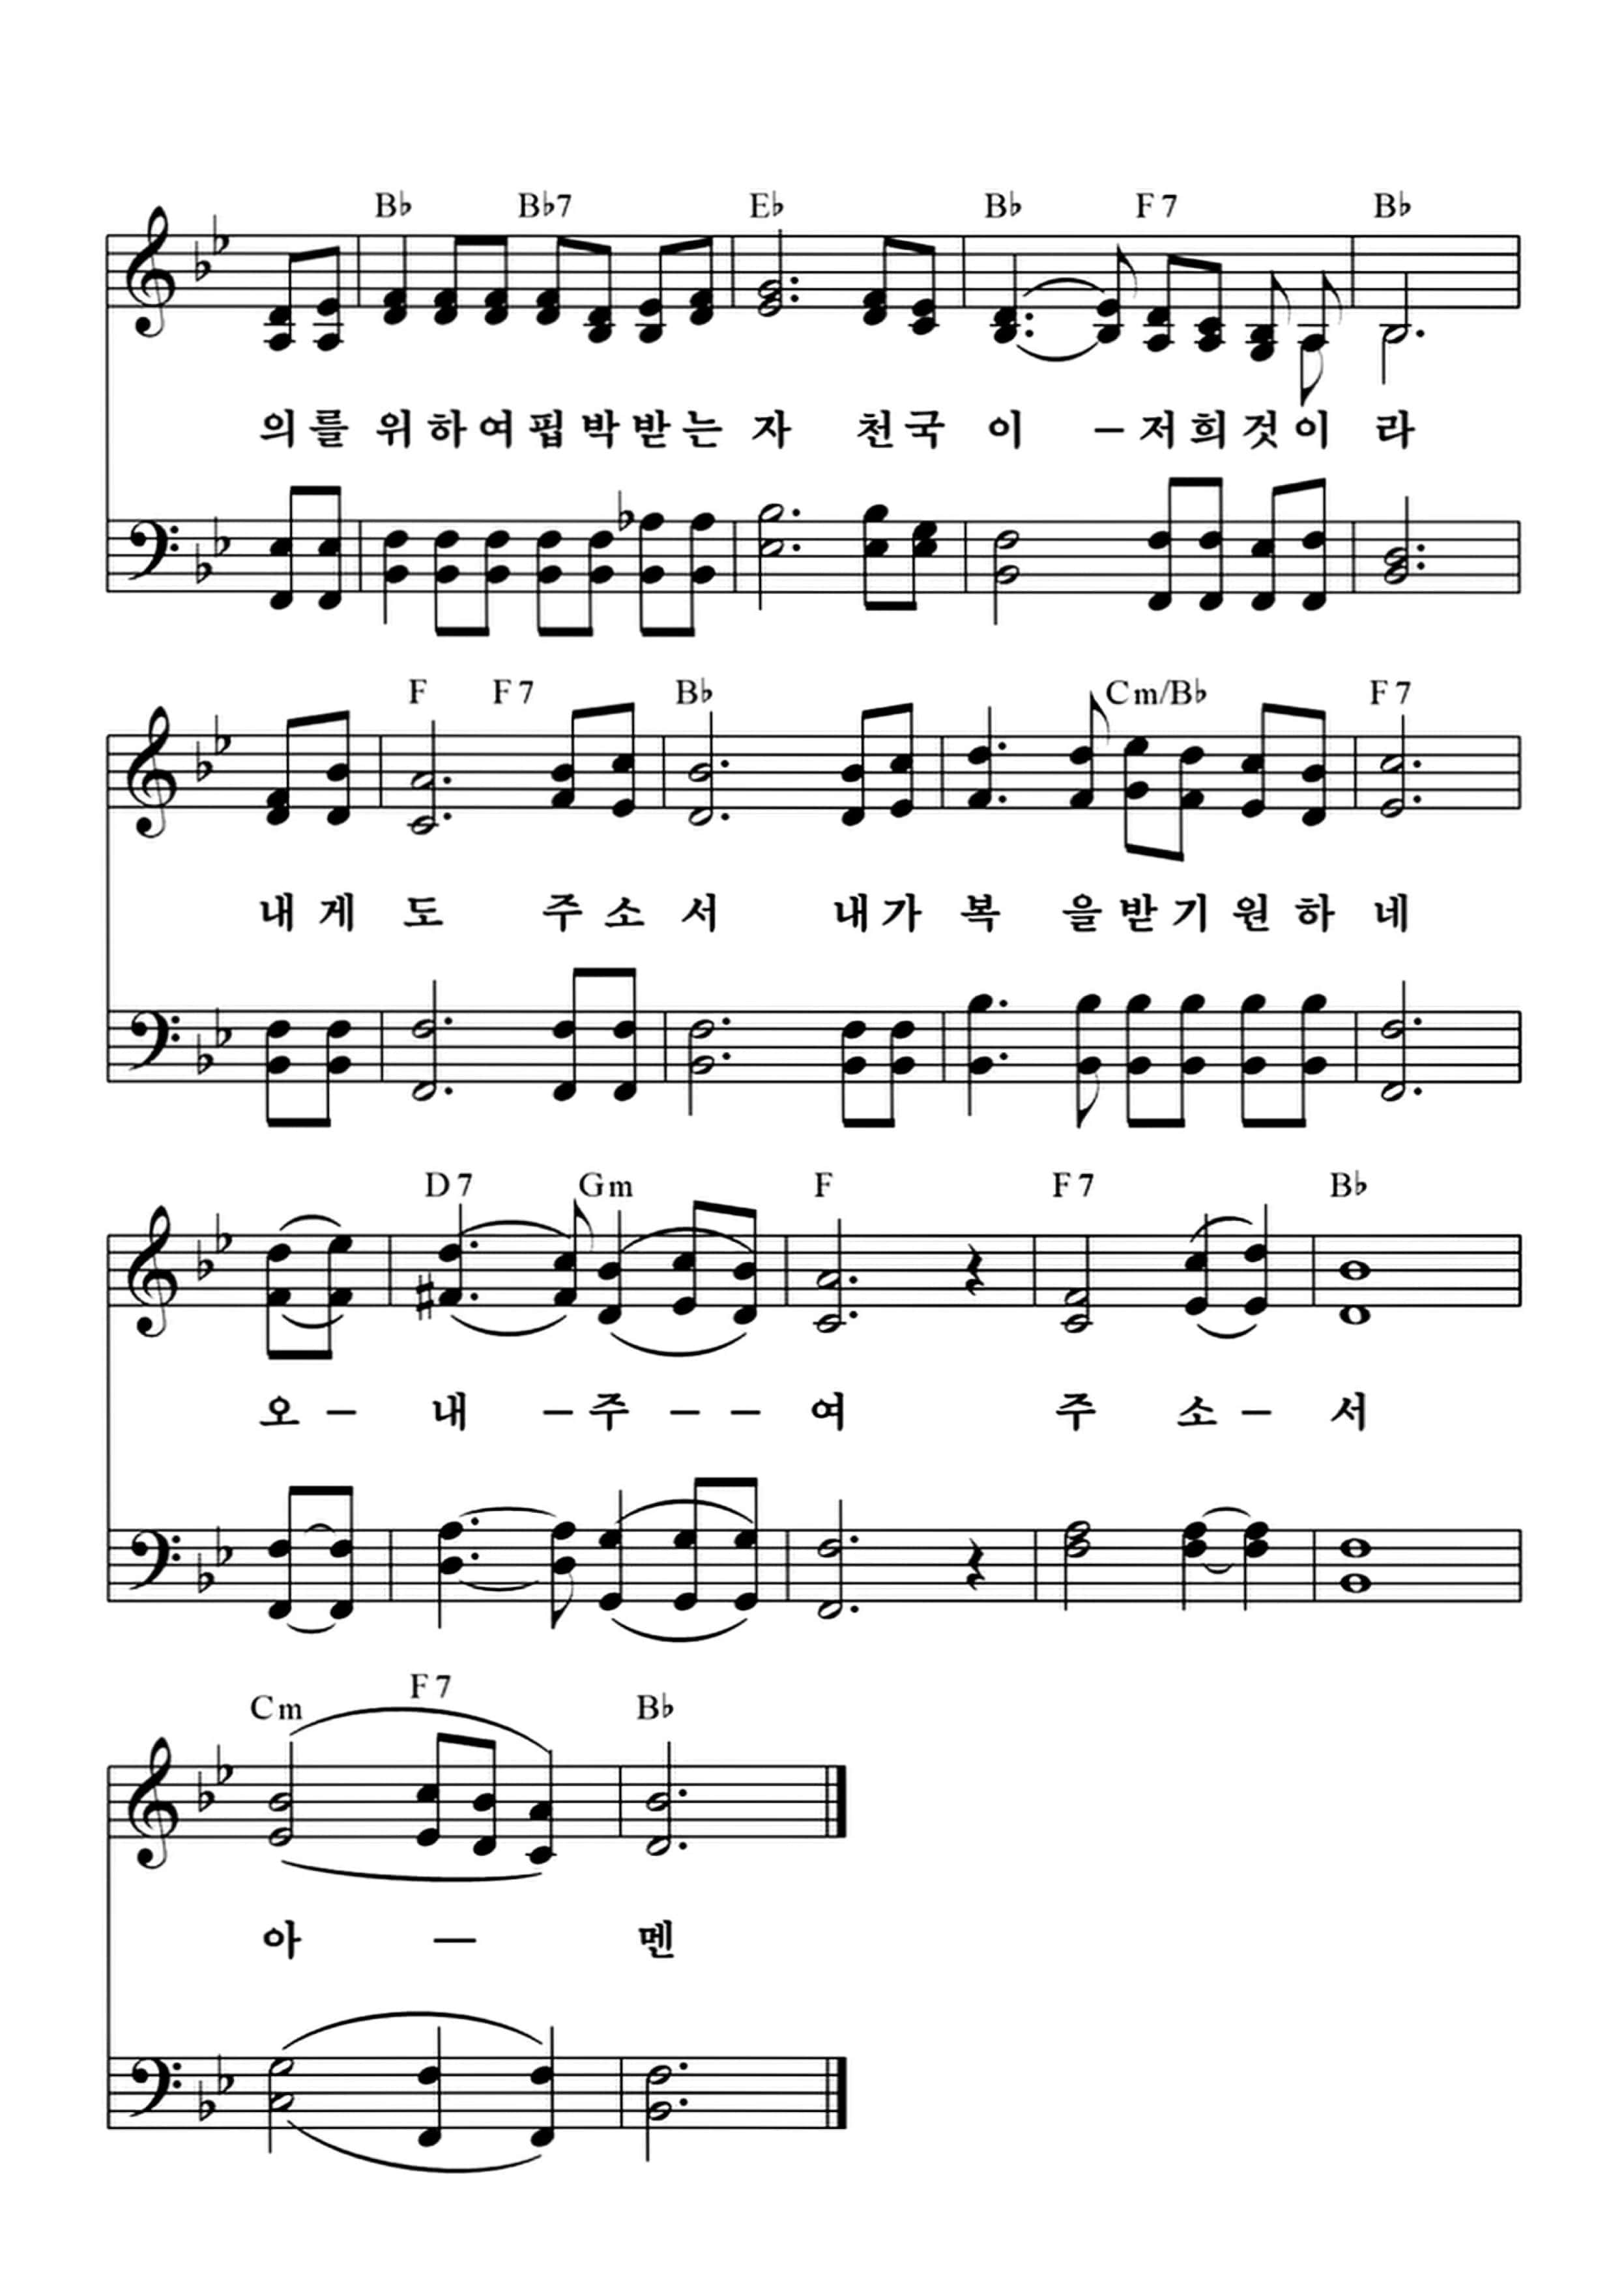 B♭ B♭7 E♭ B♭ F7 B♭
의를 위하여핍박받는 자 천국 이 -저희것이 라
F F7 B♭ Cm/B♭ F7
내게 도 주소서 내가 복 을받기원하 네
D7 Gm F F7 B♭
오- 내 -주-- 여 주 소- 서
Cm F7 B♭
아 - 멘